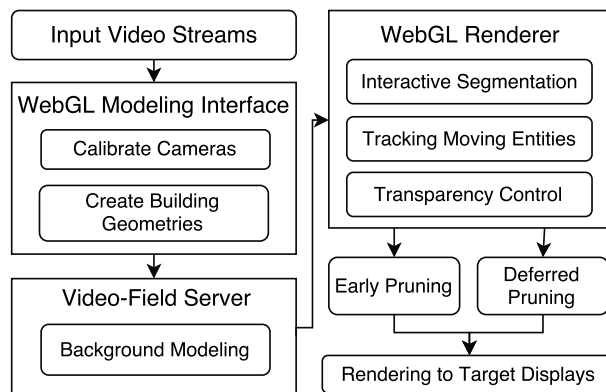 Input Video Streams
WebGL Modeling Interface
Calibrate Cameras
Create Building
Geometries
Video-Field Server
Background Modeling
WebGL Renderer
Interactive Segmentation
Tracking Moving Entities
Transparency Control
Early Pruning
Deferred
Pruning
Rendering to Target Displays